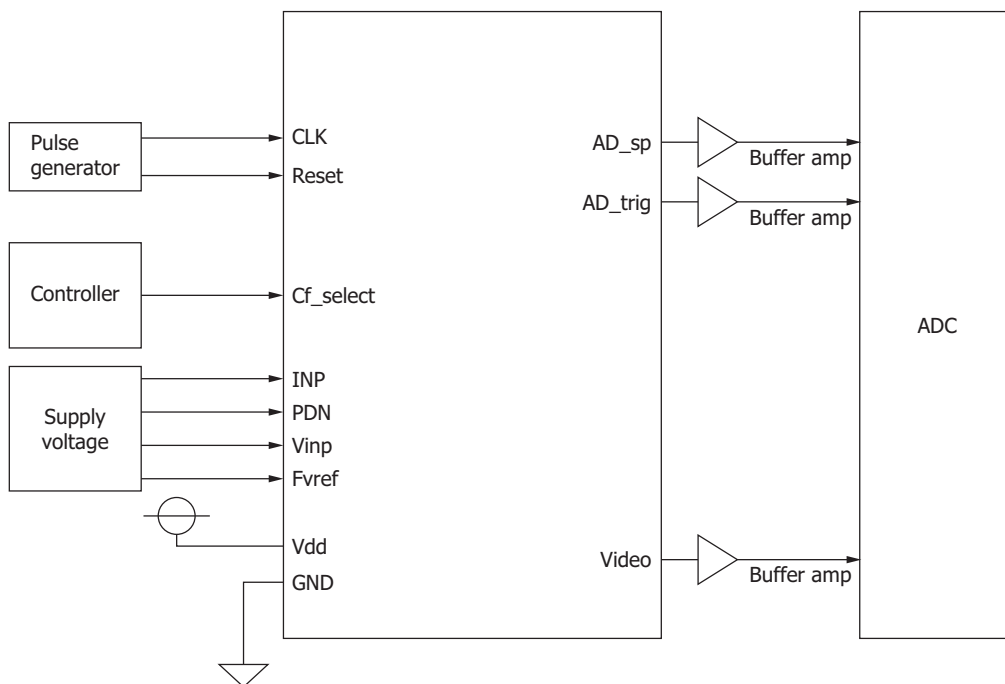 Pulse
generator
CLK
Reset
Controller
Cf_select
Supply
voltage
INP
PDN
Vinp
Fvref
Vdd
GND
AD_sp
Buffer amp
AD_trig
Buffer amp
Video
Buffer amp
ADC